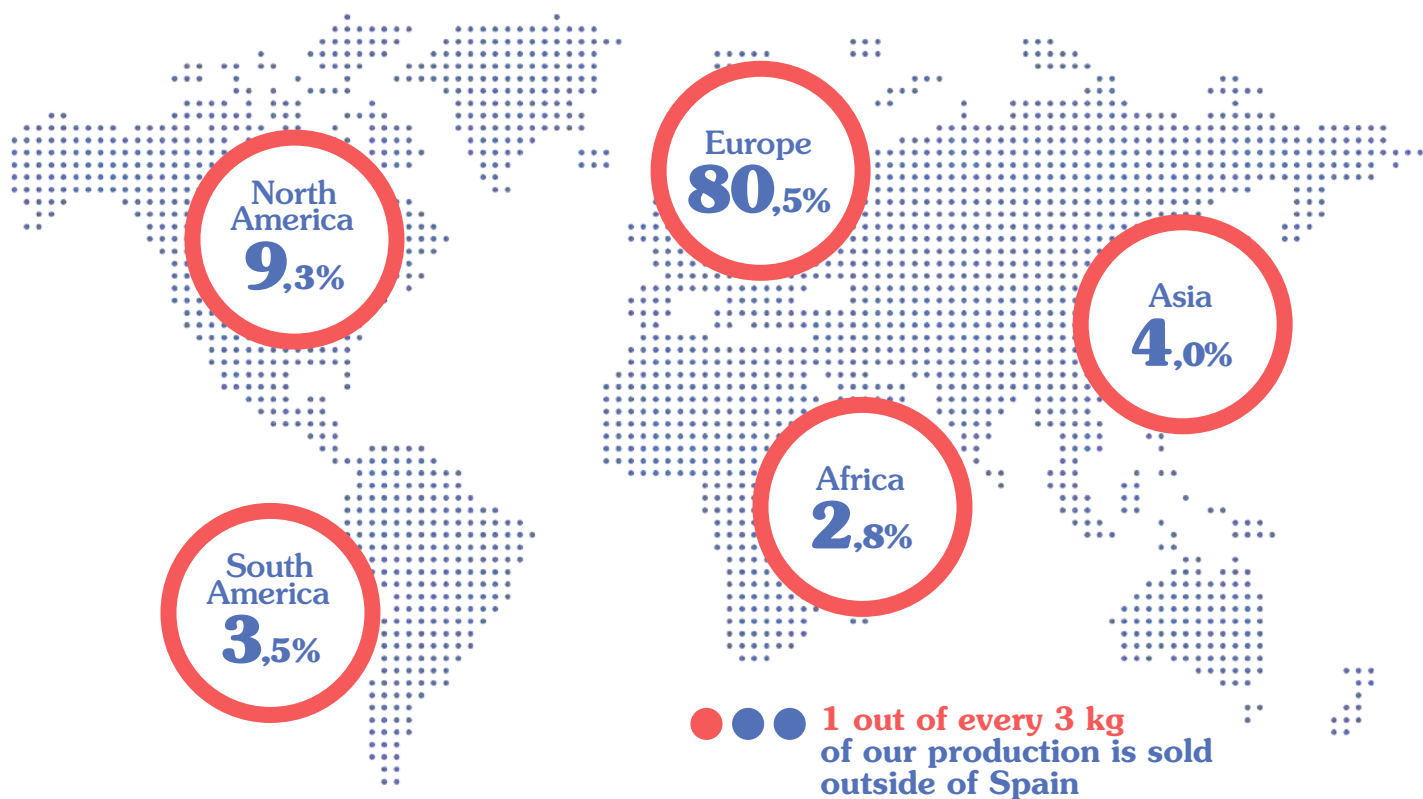 Europe
80,5%
North
America
9,3%
Asia
4,0%
Africa
2,8%
South
America
3,5%
1 out of every 3 kg
of our production is sold
outside of Spain